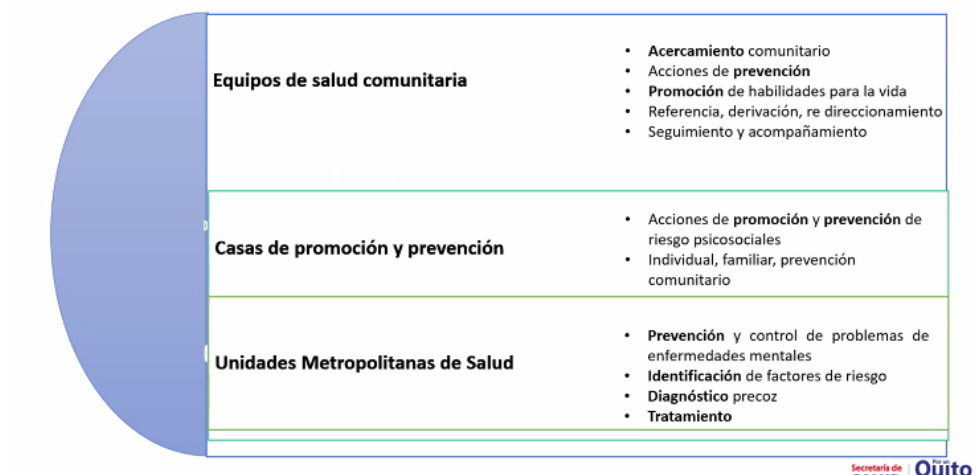 Equipos de salud comunitaria
• Acercamiento comunitario
• Acciones de prevención
• Promoción de habilidades para la vida
• Referencia, derivación, re direccionamiento
• Seguimiento y acompañamiento
Casas de promoción y prevención
• Acciones de promoción y prevención de
riesgo psicosociales
• Individual, familiar, prevención
comunitario
Unidades Metropolitanas de Salud
• Prevención y control de problemas de
enfermedades mentales
• Identificación de factores de riesgo
• Diagnóstico precoz
• Tratamiento
Secretaría de
Por un
Quito